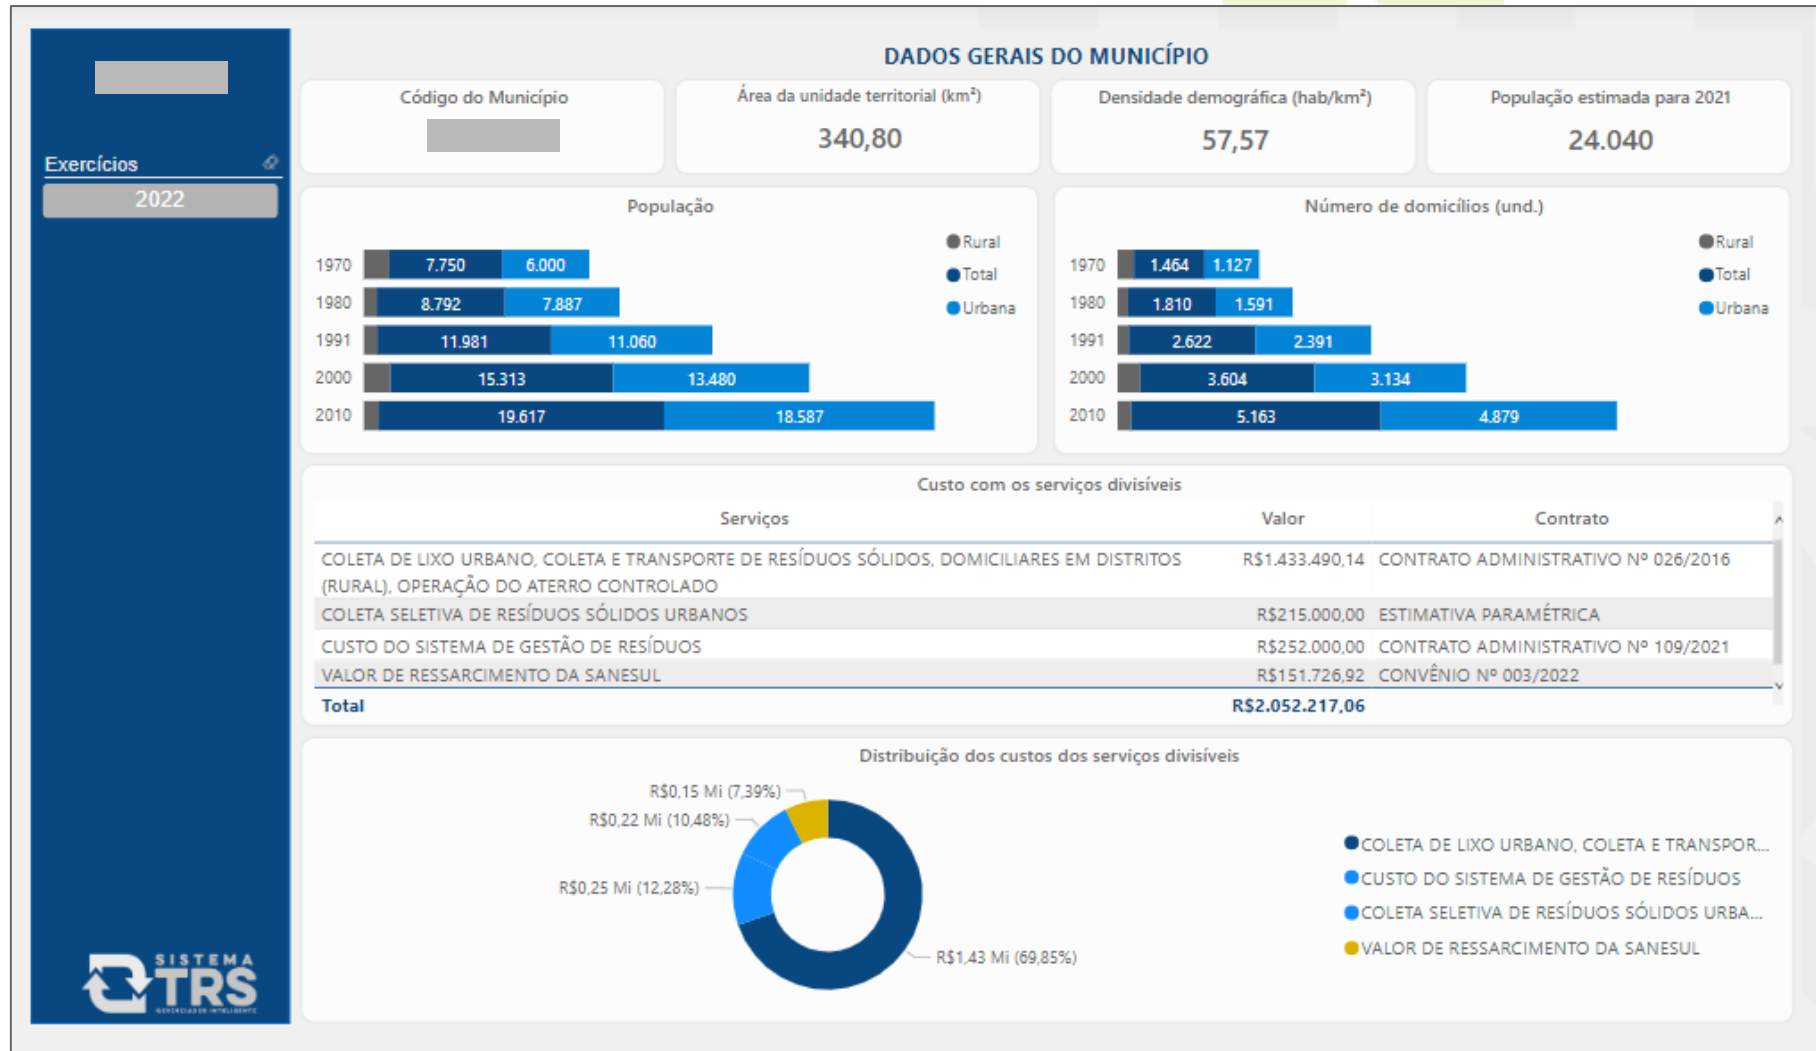 DADOS GERAIS DO MUNICÍPIO
Código do Município
Área da unidade territorial (km²)
340,80
Densidade demográfica (hab/km²)
57,57
População estimada para 2021
24.040
Exercícios
2022
População
1970 7.750 6.000
1980 8.792 7.887
1991 11.981 11.060
2000 15.313 13.480
2010 19.617 18.587
Rural
Total
Urbana
Número de domicílios (und.)
1970 1.464 1.127
1980 1.810 1.591
1991 2.622 2.391
2000 3.604 3.134
2010 5.163 4.879
Rural
Total
Urbana
Custo com os serviços divisíveis
Serviços Valor Contrato
COLETA DE LIXO URBANO, COLETA E TRANSPORTE DE RESÍDUOS SÓLIDOS, DOMICILIARES EM DISTRITOS R$1.433.490,14 CONTRATO ADMINISTRATIVO Nº 026/2016
(RURAL), OPERAÇÃO DO ATERRO CONTROLADO
COLETA SELETIVA DE RESÍDUOS SÓLIDOS URBANOS R$215.000,00 ESTIMATIVA PARAMÉTRICA
CUSTO DO SISTEMA DE GESTÃO DE RESÍDUOS R$252.000,00 CONTRATO ADMINISTRATIVO Nº 109/2021
VALOR DE RESSARCIMENTO DA SANESUL R$151.726,92 CONVÊNIO Nº 003/2022
Total R$2.052.217,06
Distribuição dos custos dos serviços divisíveis
R$0,15 Mi (7,39%)
R$0,22 Mi (10,48%)
R$0,25 Mi (12,28%)
R$1,43 Mi (69,85%)
COLETA DE LIXO URBANO, COLETA E TRANSPOR...
CUSTO DO SISTEMA DE GESTÃO DE RESÍDUOS
COLETA SELETIVA DE RESÍDUOS SÓLIDOS URBA...
VALOR DE RESSARCIMENTO DA SANESUL
SISTEMA
TRS
GERENCIADOR INTELIGENTE